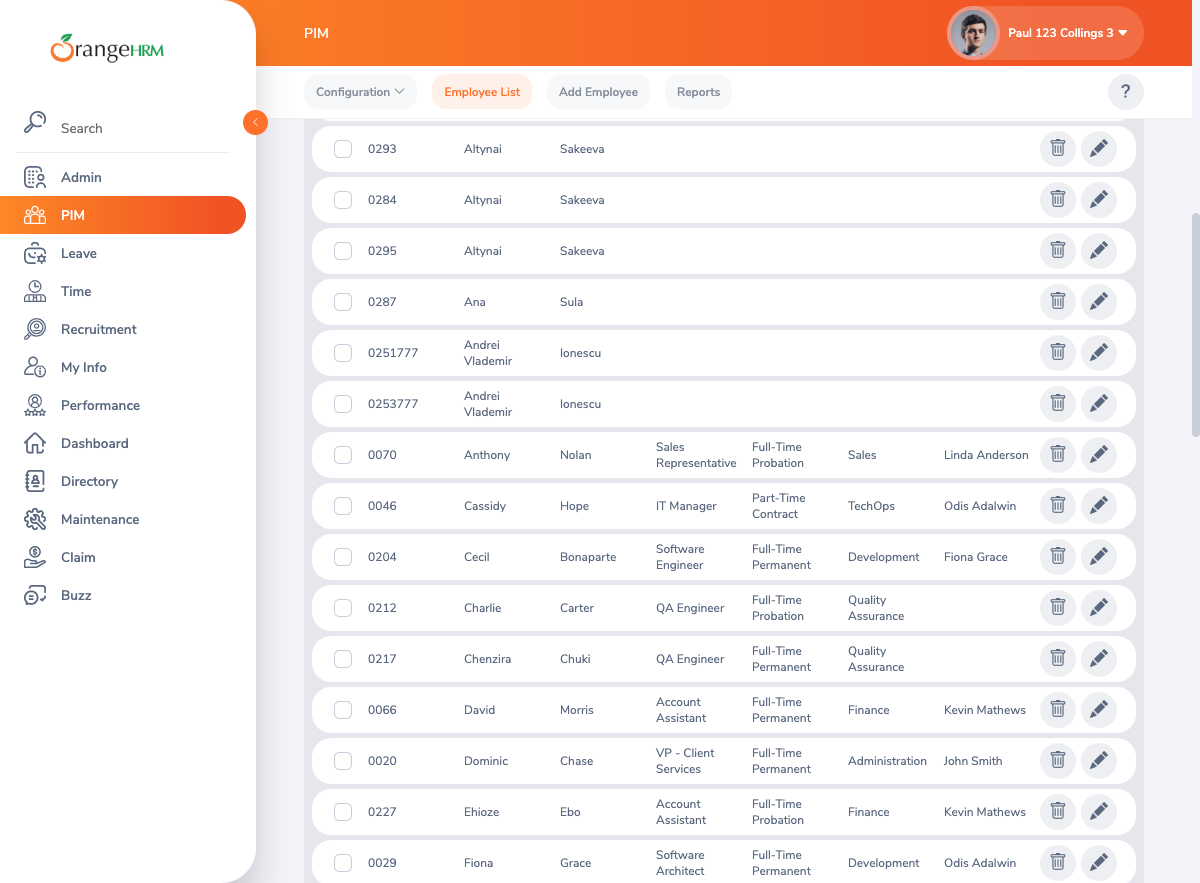 OrangeHRM
PIM
Paul 123 Collings 3
Configuration
Employee List
Add Employee
Reports
?
Search
Admin
PIM
Leave
Time
Recruitment
My Info
Performance
Dashboard
Directory
Maintenance
Claim
Buzz
0293 Altynai Sakeeva
0284 Altynai Sakeeva
0295 Altynai Sakeeva
0287 Ana Sula
0251777 Andrei Vlademir Ionescu
0253777 Andrei Vlademir Ionescu
0070 Anthony Nolan Sales Representative Full-Time Probation Sales Linda Anderson
0046 Cassidy Hope IT Manager Part-Time Contract TechOps Odis Adalwin
0204 Cecil Bonaparte Software Engineer Full-Time Permanent Development Fiona Grace
0212 Charlie Carter QA Engineer Full-Time Probation Quality Assurance
0217 Chenzira Chuki QA Engineer Full-Time Permanent Quality Assurance
0066 David Morris Account Assistant Full-Time Permanent Finance Kevin Mathews
0020 Dominic Chase VP - Client Services Full-Time Permanent Administration John Smith
0227 Ehioze Ebo Account Assistant Full-Time Probation Finance Kevin Mathews
0029 Fiona Grace Software Architect Full-Time Permanent Development Odis Adalwin